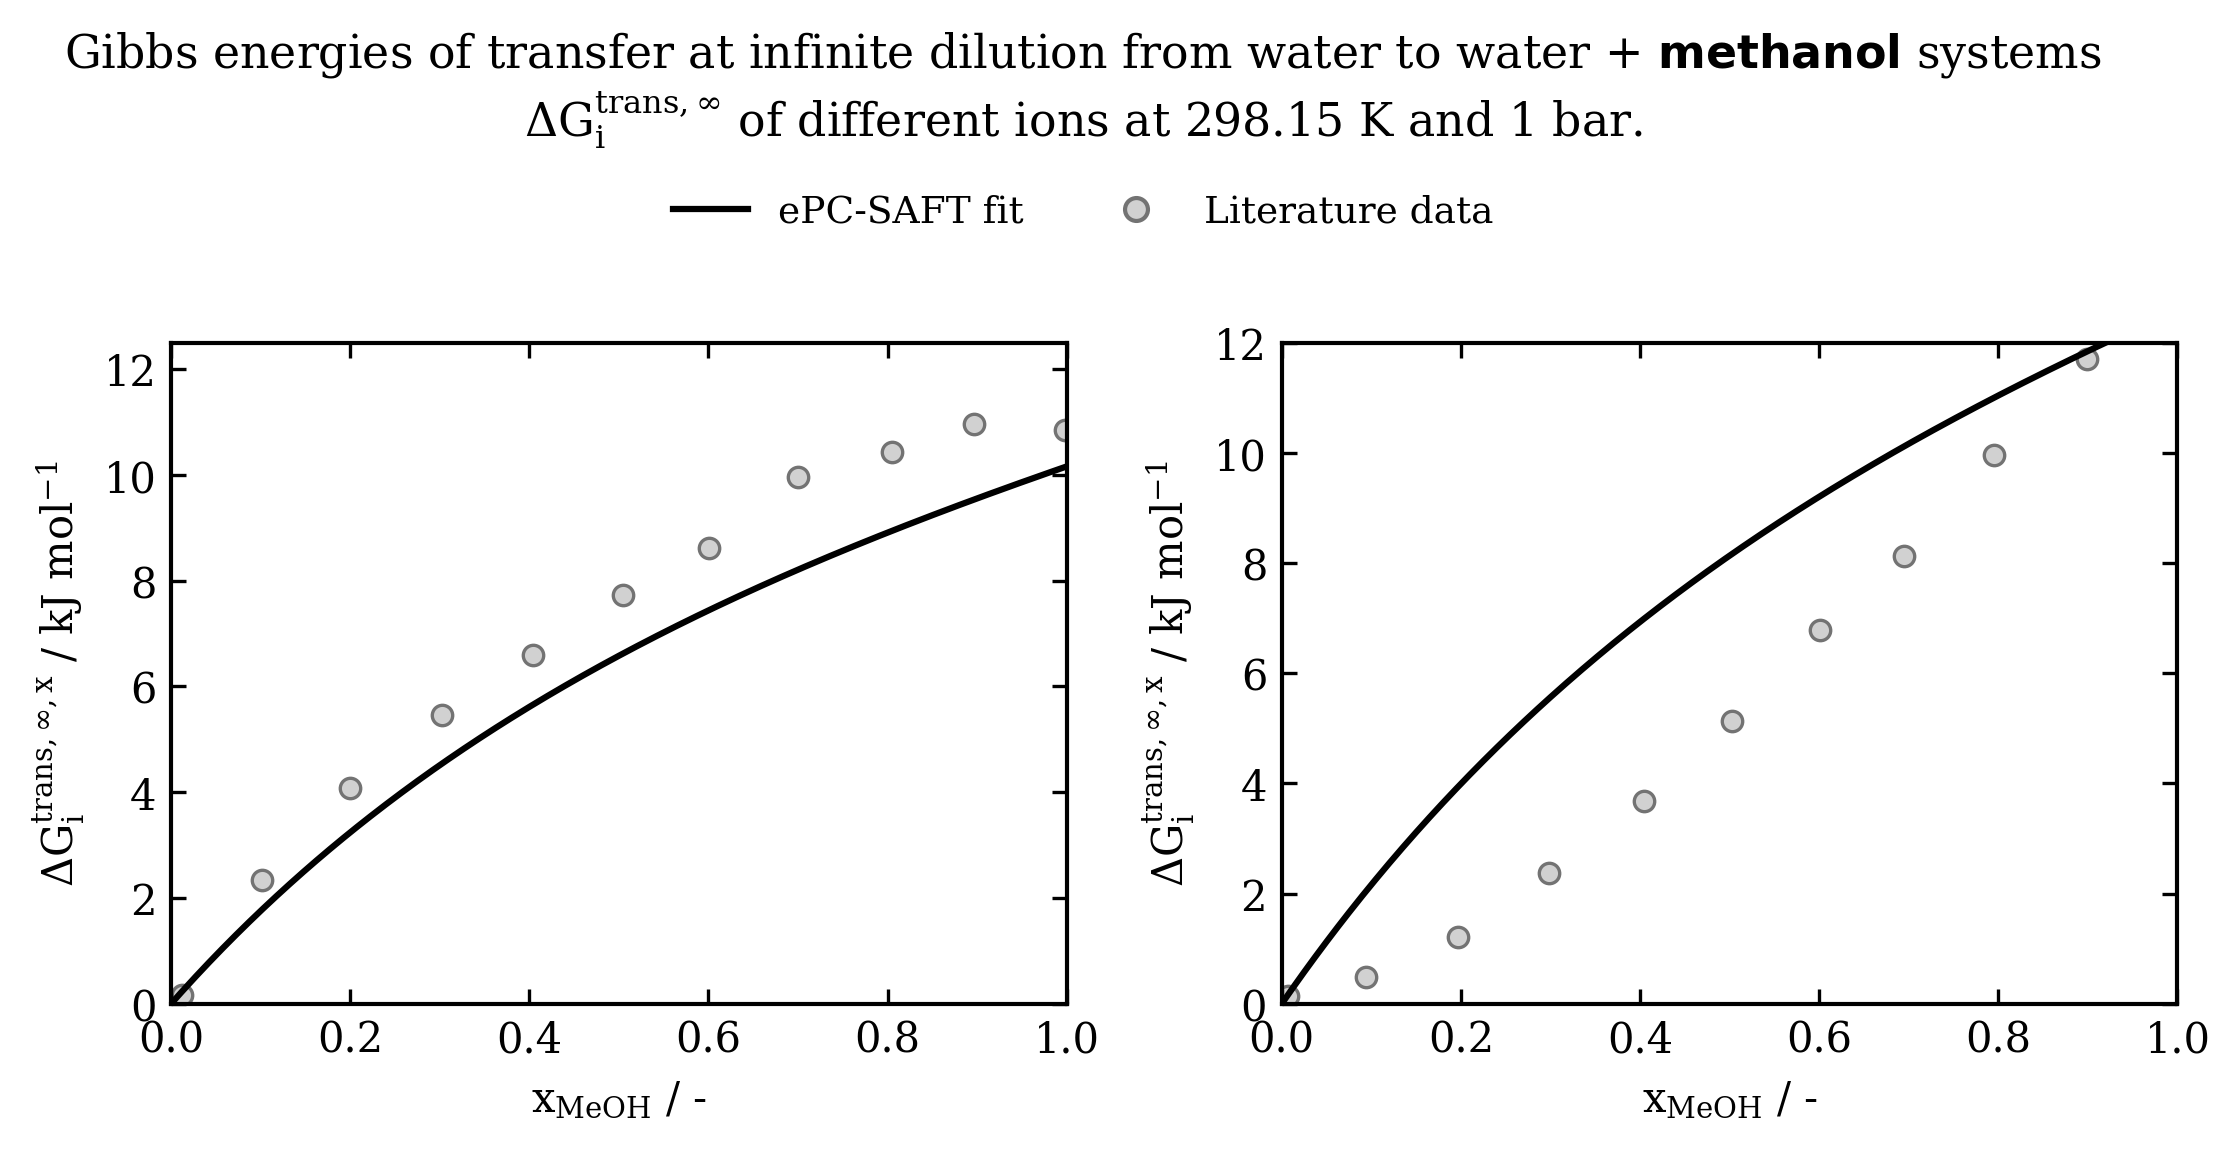 Gibbs energies of transfer at infinite dilution from water to water + methanol systems
ΔG_i^{trans, ∞} of different ions at 298.15 K and 1 bar.
ePC-SAFT fit
Literature data
ΔG_i^{trans, ∞, x} / kJ mol^{−1}
12
10
8
6
4
2
0
0.0 0.2 0.4 0.6 0.8 1.0
x_{MeOH} / -
ΔG_i^{trans, ∞, x} / kJ mol^{−1}
12
10
8
6
4
2
0
0.0 0.2 0.4 0.6 0.8 1.0
x_{MeOH} / -